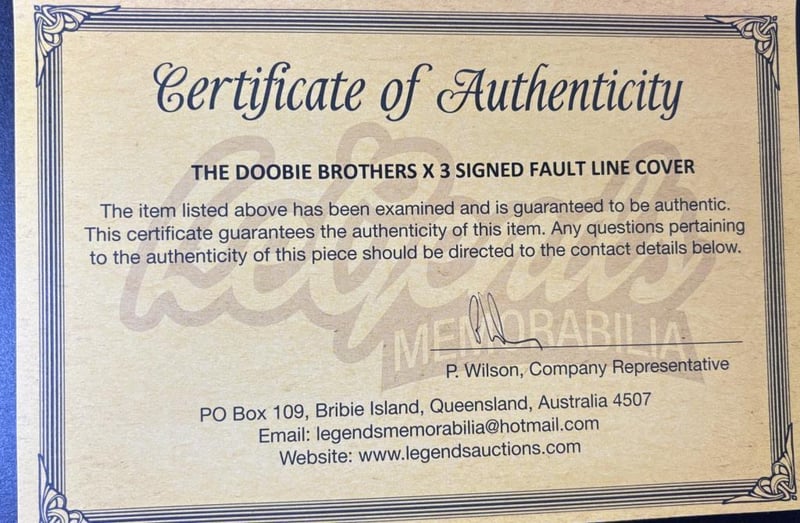 Certificate of Authenticity
THE DOOBIE BROTHERS X 3 SIGNED FAULT LINE COVER
The item listed above has been examined and is guaranteed to be authentic.
This certificate guarantees the authenticity of this item. Any questions pertaining
to the authenticity of this piece should be directed to the contact details below.
Legends
MEMORABILIA
P. Wilson, Company Representative
PO Box 109, Bribie Island, Queensland, Australia 4507
Email: legendsmemorabilia@hotmail.com
Website: www.legendsauctions.com